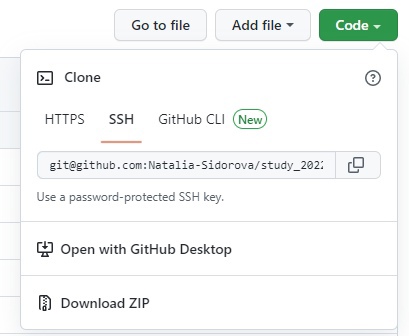 Go to file Add file Code
Clone
HTTPS SSH GitHub CLI New
git@github.com:Natalia-Sidorova/study_2022
Use a password-protected SSH key.
Open with GitHub Desktop
Download ZIP